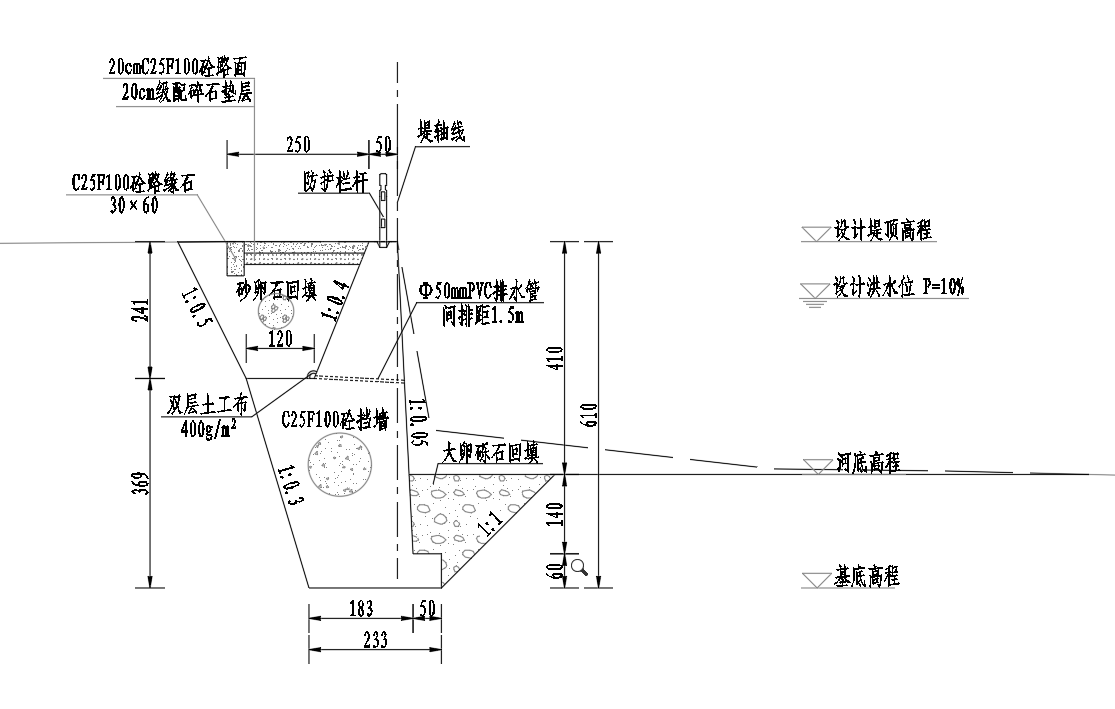 20cmC25F100砼路面
20cm级配碎石垫层
250
50
堤轴线
C25F100砼路缘石
30×60
防护栏杆
设计堤顶高程
设计洪水位 P=10%
241
1:0.5
砂卵石回填
1:0.4
Φ50mmPVC排水管
间排距1.5m
120
410
610
双层土工布
400g/m²
C25F100砼挡墙
1:0.05
大卵砾石回填
河底高程
369
1:0.3
1:1
140
60
基底高程
183
50
233